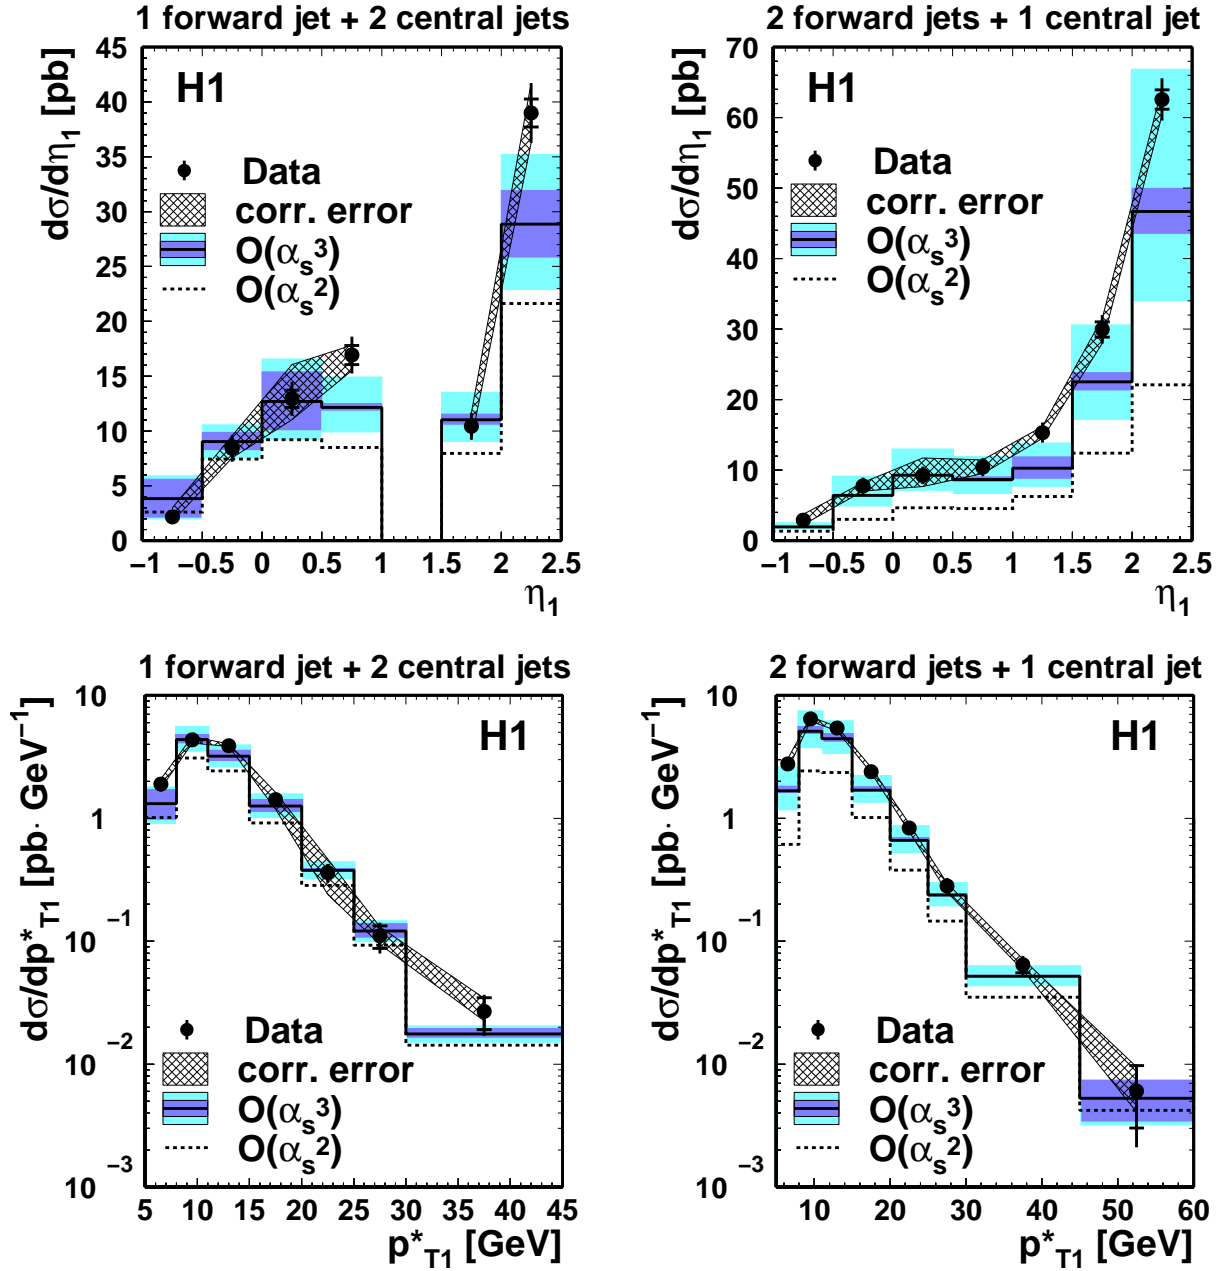 1 forward jet + 2 central jets
dσ/dη₁ [pb]
45
40
35
30
25
20
15
10
5
0
H1
Data
corr. error
O(αₛ³)
O(αₛ²)
−1 −0.5 0 0.5 1 1.5 2 2.5
η₁
2 forward jets + 1 central jet
dσ/dη₁ [pb]
70
60
50
40
30
20
10
0
H1
Data
corr. error
O(αₛ³)
O(αₛ²)
−1 −0.5 0 0.5 1 1.5 2 2.5
η₁
1 forward jet + 2 central jets
dσ/dp*T1 [pb· GeV⁻¹]
10
1
10⁻¹
10⁻²
10⁻³
H1
Data
corr. error
O(αₛ³)
O(αₛ²)
5 10 15 20 25 30 35 40 45
p*T1 [GeV]
2 forward jets + 1 central jet
dσ/dp*T1 [pb· GeV⁻¹]
10
1
10⁻¹
10⁻²
10⁻³
H1
Data
corr. error
O(αₛ³)
O(αₛ²)
10 20 30 40 50 60
p*T1 [GeV]